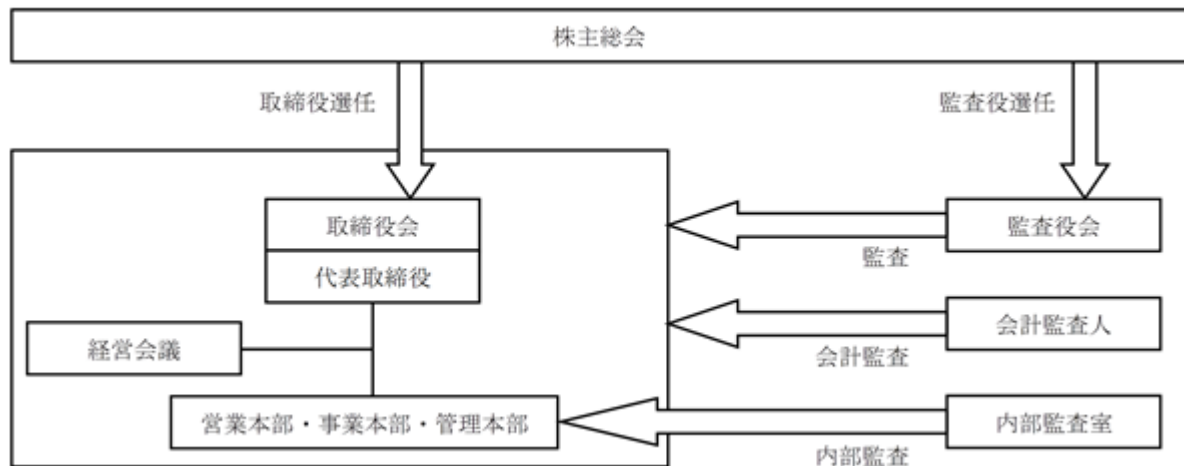 株主総会
取締役選任
監査役選任
取締役会
監査役会
監査
代表取締役
会計監査人
経営会議
会計監査
営業本部・事業本部・管理本部
内部監査室
内部監査